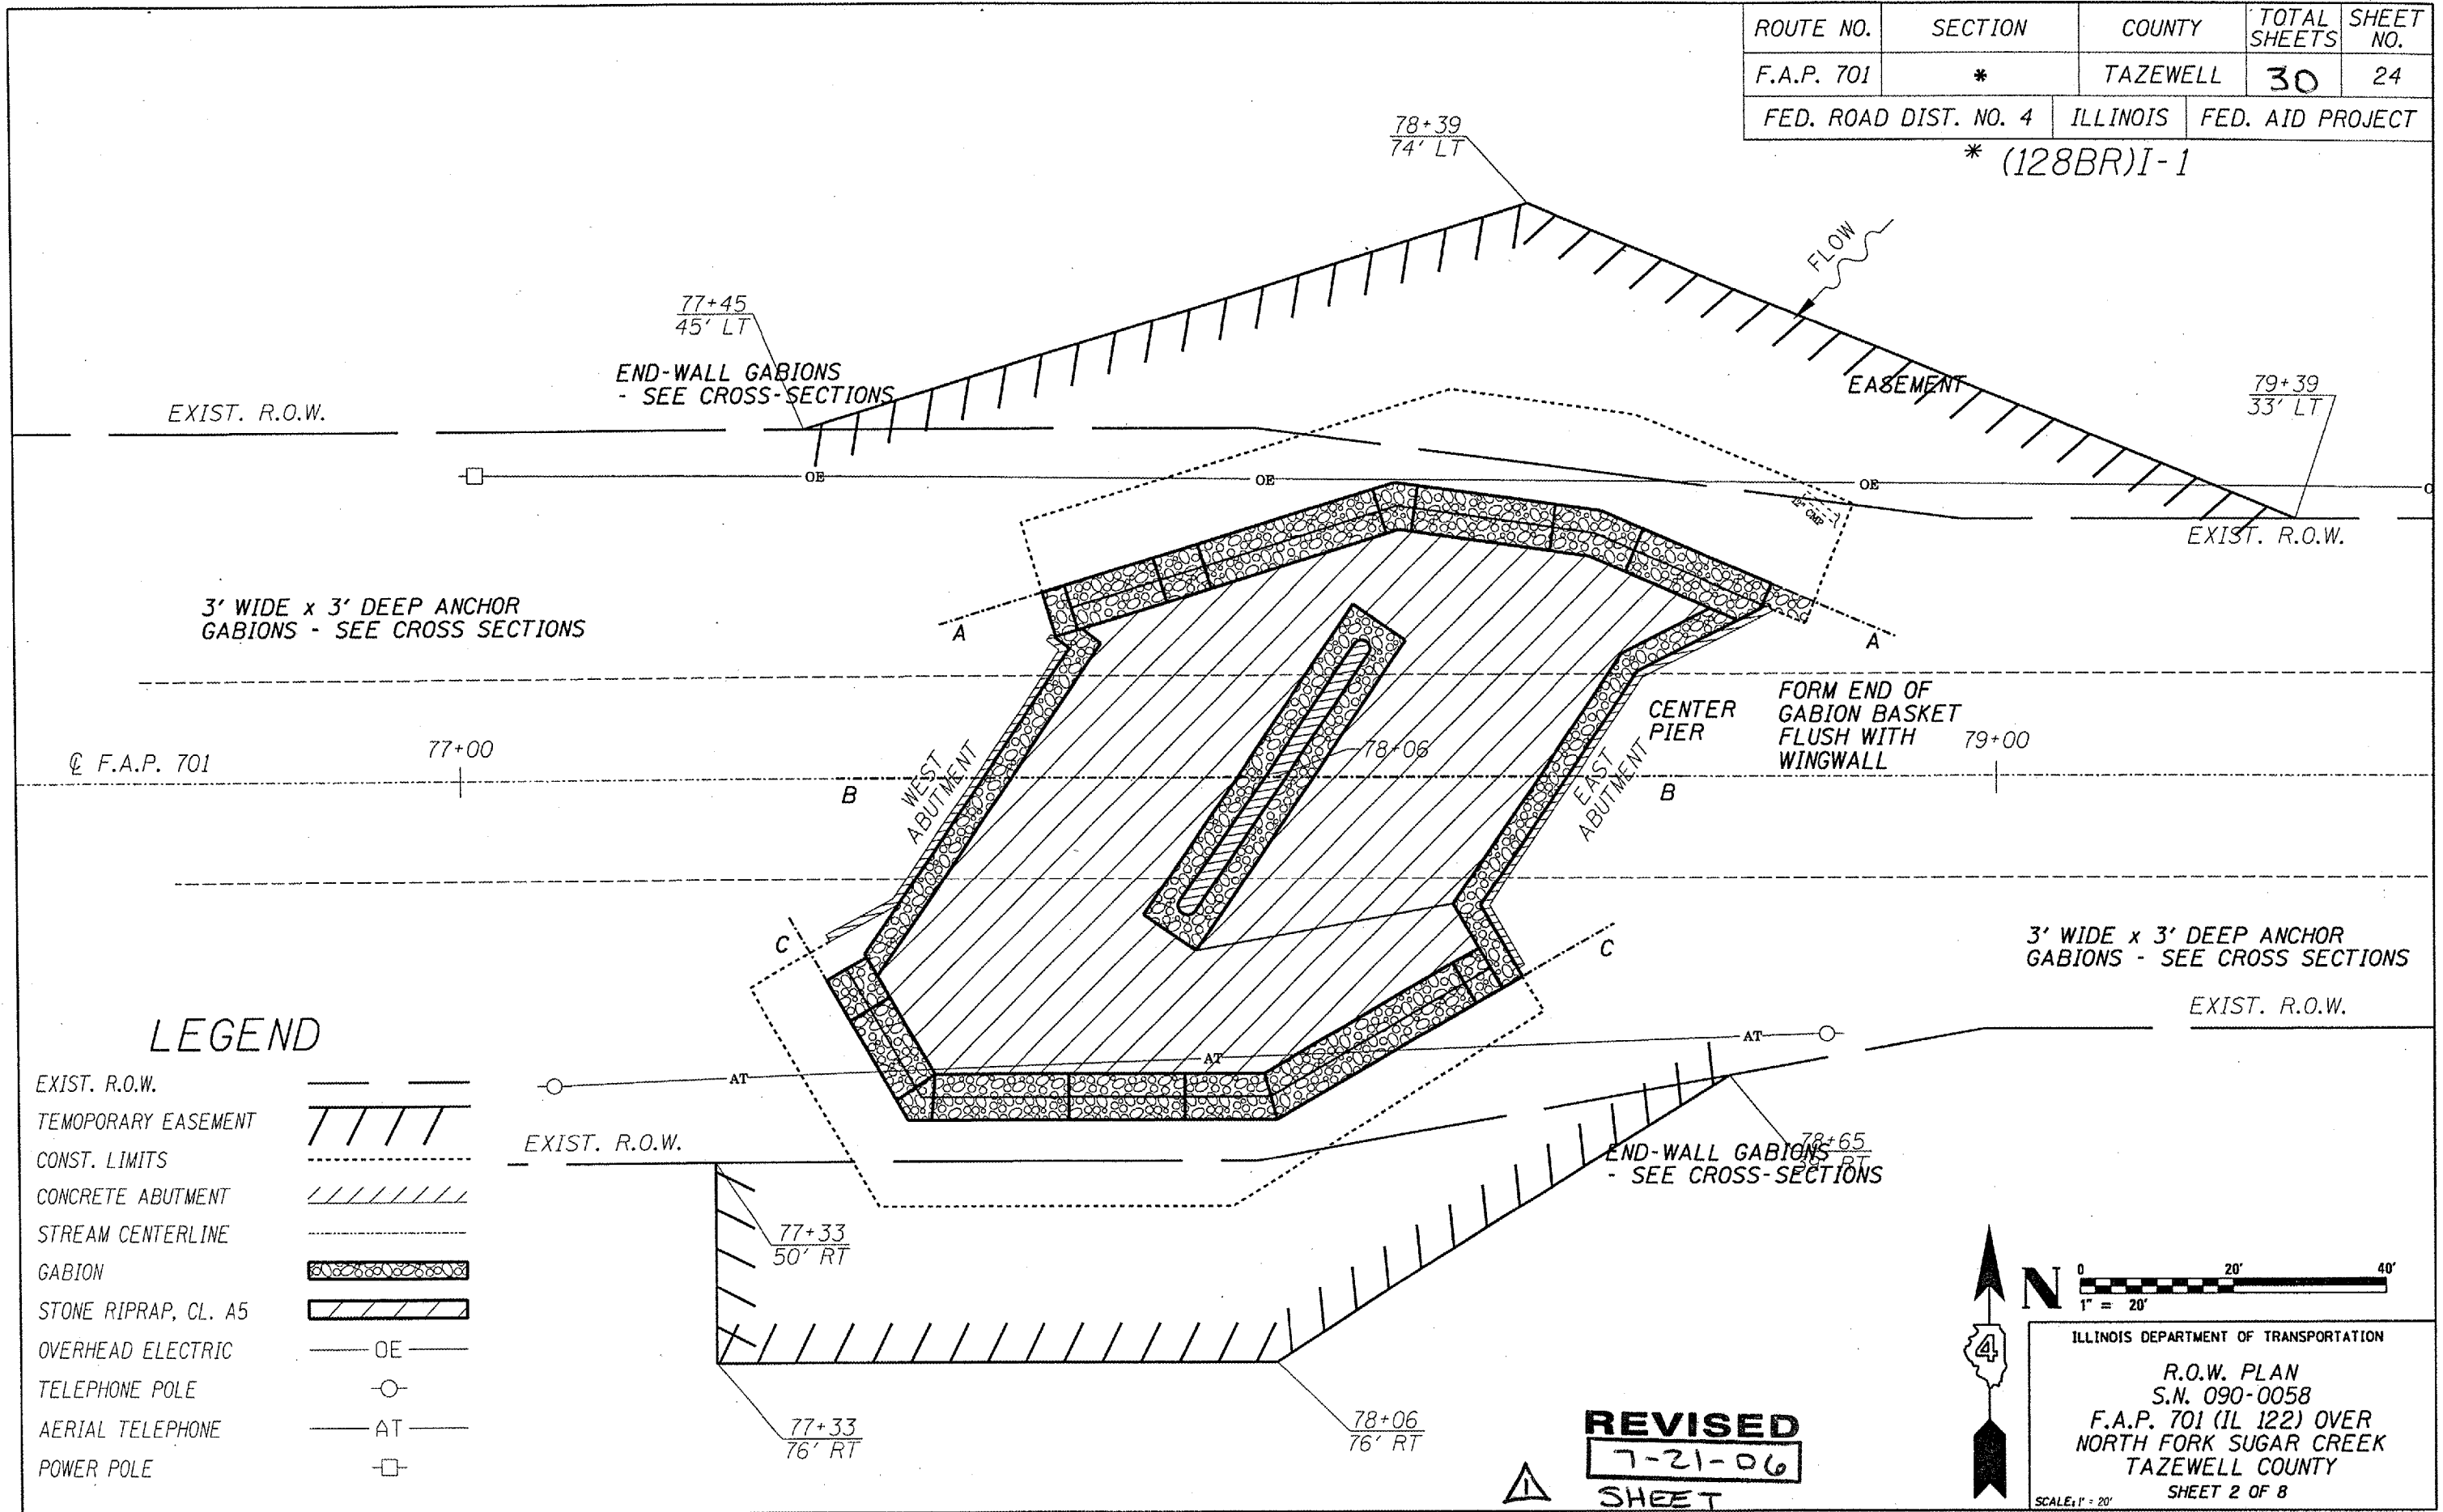 ROUTE NO. SECTION COUNTY TOTAL SHEETS SHEET NO.
F.A.P. 701 * TAZEWELL 30 24
FED. ROAD DIST. NO. 4 ILLINOIS FED. AID PROJECT
* (128BR)I-1
78+39
74' LT
FLOW
77+45
45' LT
END-WALL GABIONS
- SEE CROSS-SECTIONS
EASEMENT
79+39
33' LT
EXIST. R.O.W.
OE
OE
OE
12" CMP
EXIST. R.O.W.
3' WIDE x 3' DEEP ANCHOR
GABIONS - SEE CROSS SECTIONS
A
A
CENTER
PIER
FORM END OF
GABION BASKET
FLUSH WITH
WINGWALL
℄ F.A.P. 701
77+00
78+06
79+00
WEST
ABUTMENT
EAST
ABUTMENT
B
B
C
C
3' WIDE x 3' DEEP ANCHOR
GABIONS - SEE CROSS SECTIONS
EXIST. R.O.W.
AT
AT
AT
EXIST. R.O.W.
78+65
END-WALL GABIONS
- SEE CROSS-SECTIONS
77+33
50' RT
77+33
76' RT
78+06
76' RT
LEGEND
EXIST. R.O.W.
TEMOPORARY EASEMENT
CONST. LIMITS
CONCRETE ABUTMENT
STREAM CENTERLINE
GABION
STONE RIPRAP, CL. A5
OVERHEAD ELECTRIC OE
TELEPHONE POLE
AERIAL TELEPHONE AT
POWER POLE
N
0 20' 40'
1" = 20'
4
ILLINOIS DEPARTMENT OF TRANSPORTATION
R.O.W. PLAN
S.N. 090-0058
F.A.P. 701 (IL 122) OVER
NORTH FORK SUGAR CREEK
TAZEWELL COUNTY
SHEET 2 OF 8
SCALE: 1" = 20'
REVISED
7-21-06
1 SHEET